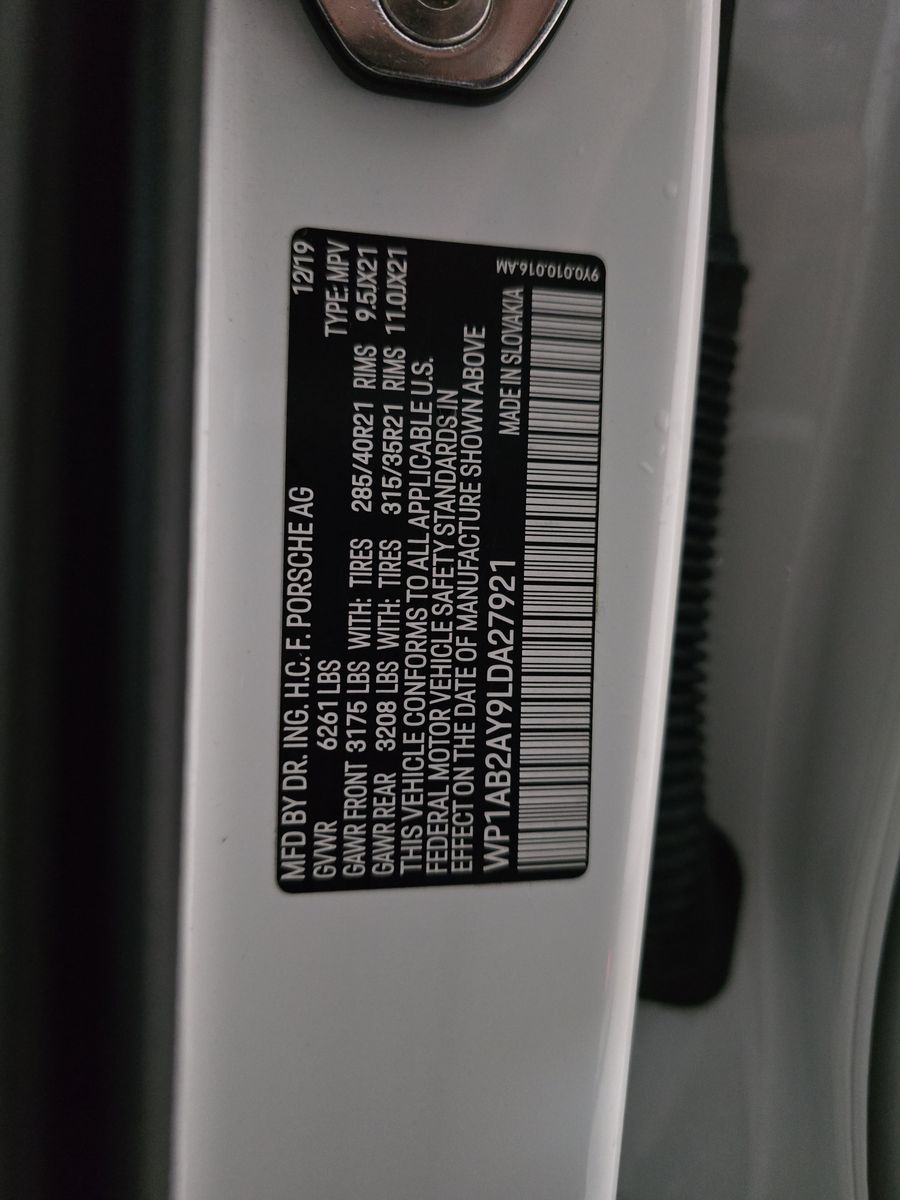 MFD BY DR. ING. H.C. F. PORSCHE AG 12/19
GVWR 6261 LBS TYPE: MPV
GAWR FRONT 3175 LBS WITH: TIRES 285/40R21 RIMS 9.5JX21
GAWR REAR 3208 LBS WITH: TIRES 315/35R21 RIMS 11.0JX21
THIS VEHICLE CONFORMS TO ALL APPLICABLE U.S.
FEDERAL MOTOR VEHICLE SAFETY STANDARDS IN
EFFECT ON THE DATE OF MANUFACTURE SHOWN ABOVE
WP1AB2AY9LDA27921 MADE IN SLOVAKIA
9Y0.010.016.AM